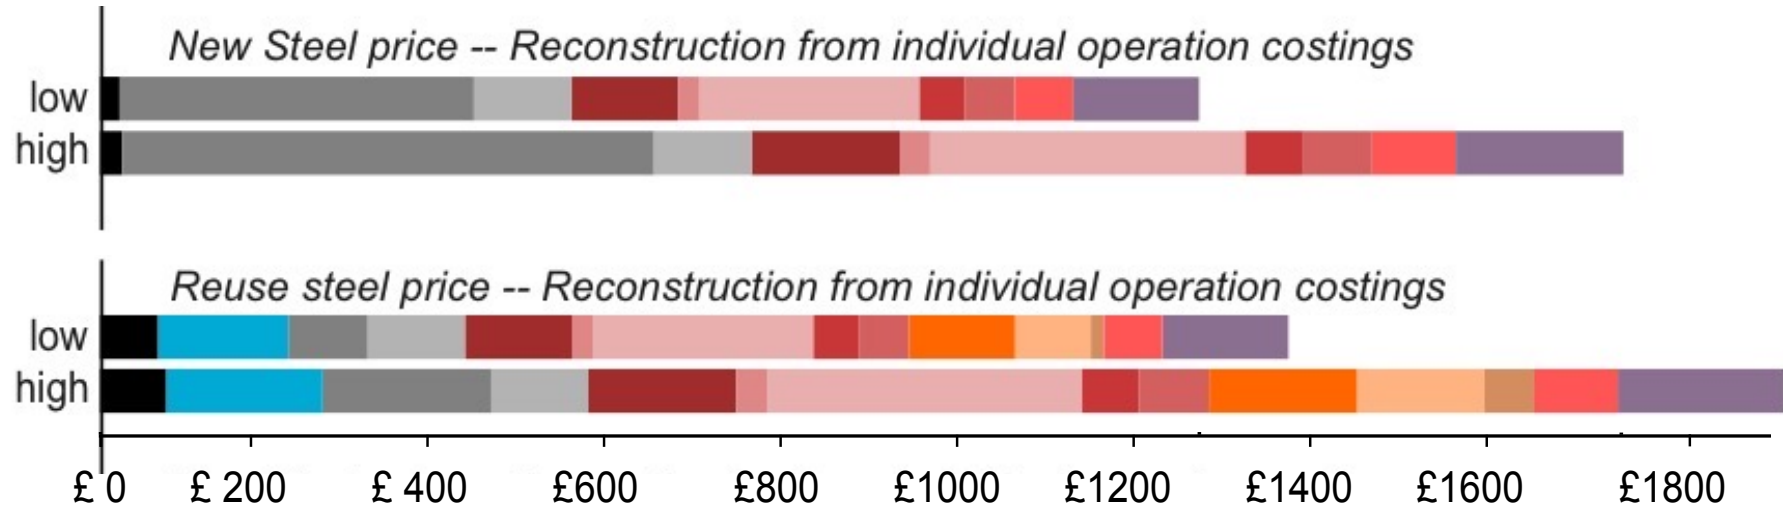 New Steel price -- Reconstruction from individual operation costings
low
high
Reuse steel price -- Reconstruction from individual operation costings
low
high
£ 0 £ 200 £ 400 £600 £800 £1000 £1200 £1400 £1600 £1800